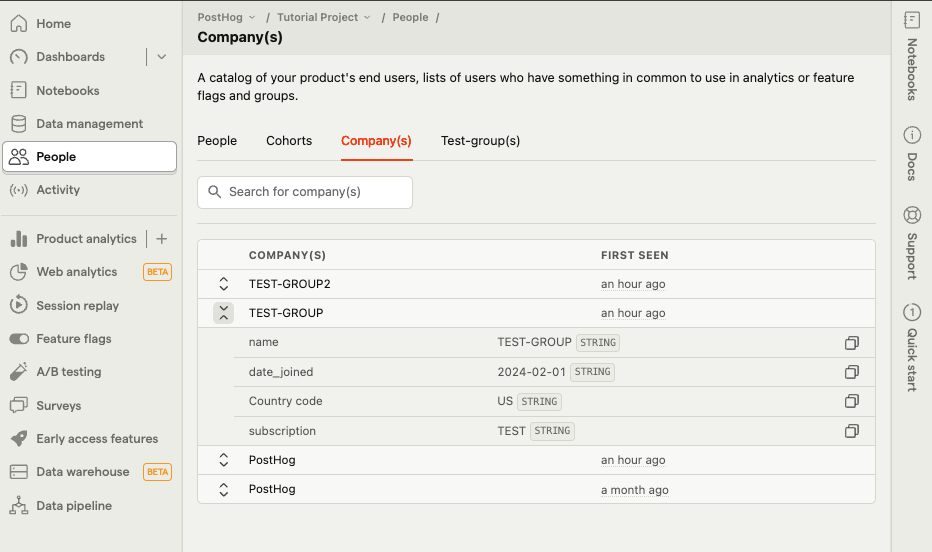 Home
Dashboards
Notebooks
Data management
People
Activity
Product analytics
Web analytics BETA
Session replay
Feature flags
A/B testing
Surveys
Early access features
Data warehouse BETA
Data pipeline
PostHog / Tutorial Project / People /
Company(s)
A catalog of your product's end users, lists of users who have something in common to use in analytics or feature
flags and groups.
People Cohorts Company(s) Test-group(s)
Search for company(s)
COMPANY(S) FIRST SEEN
TEST-GROUP2 an hour ago
TEST-GROUP an hour ago
name TEST-GROUP STRING
date_joined 2024-02-01 STRING
Country code US STRING
subscription TEST STRING
PostHog an hour ago
PostHog a month ago
Notebooks
Docs
Support
1
Quick start